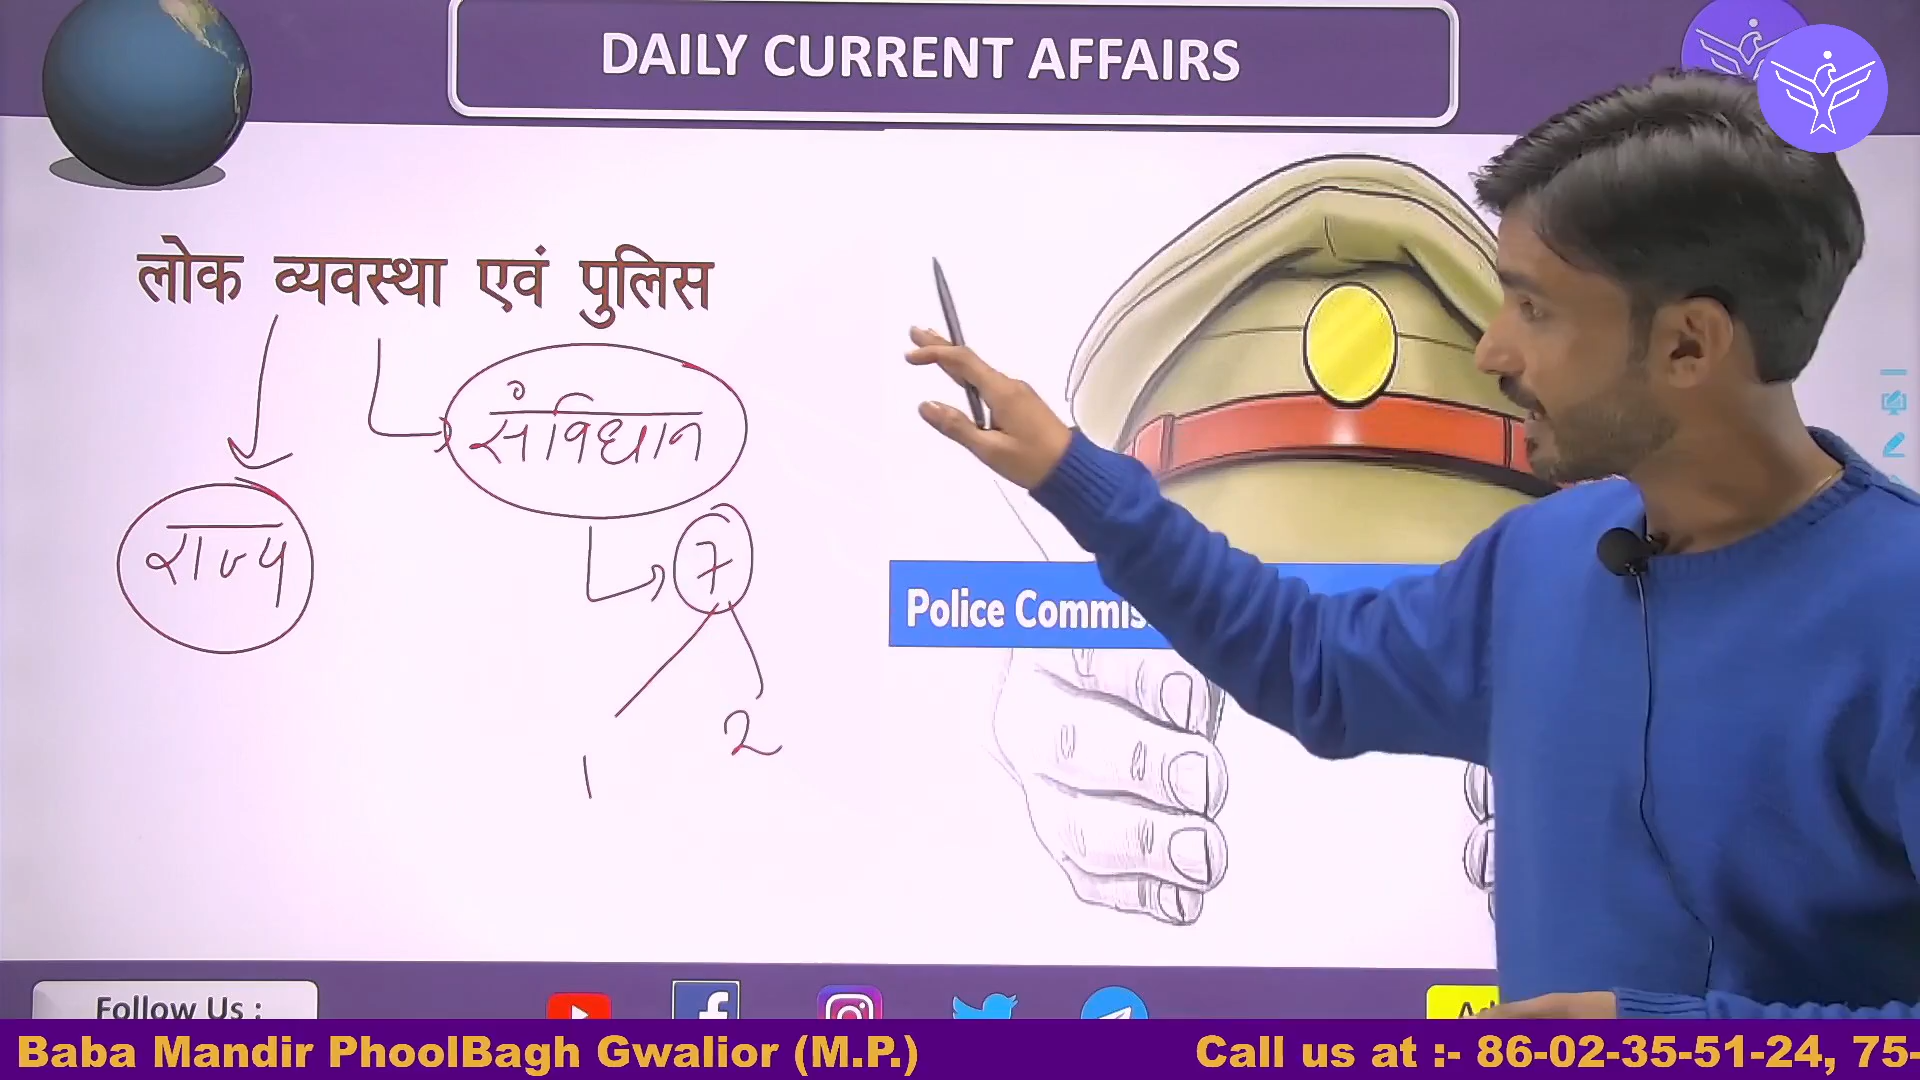 DAILY CURRENT AFFAIRS
लोक व्यवस्था एवं पुलिस
संविधान
राज्य
7
1
2
Police Commis
Follow Us :
Baba Mandir PhoolBagh Gwalior (M.P.)
Call us at :- 86-02-35-51-24, 75-